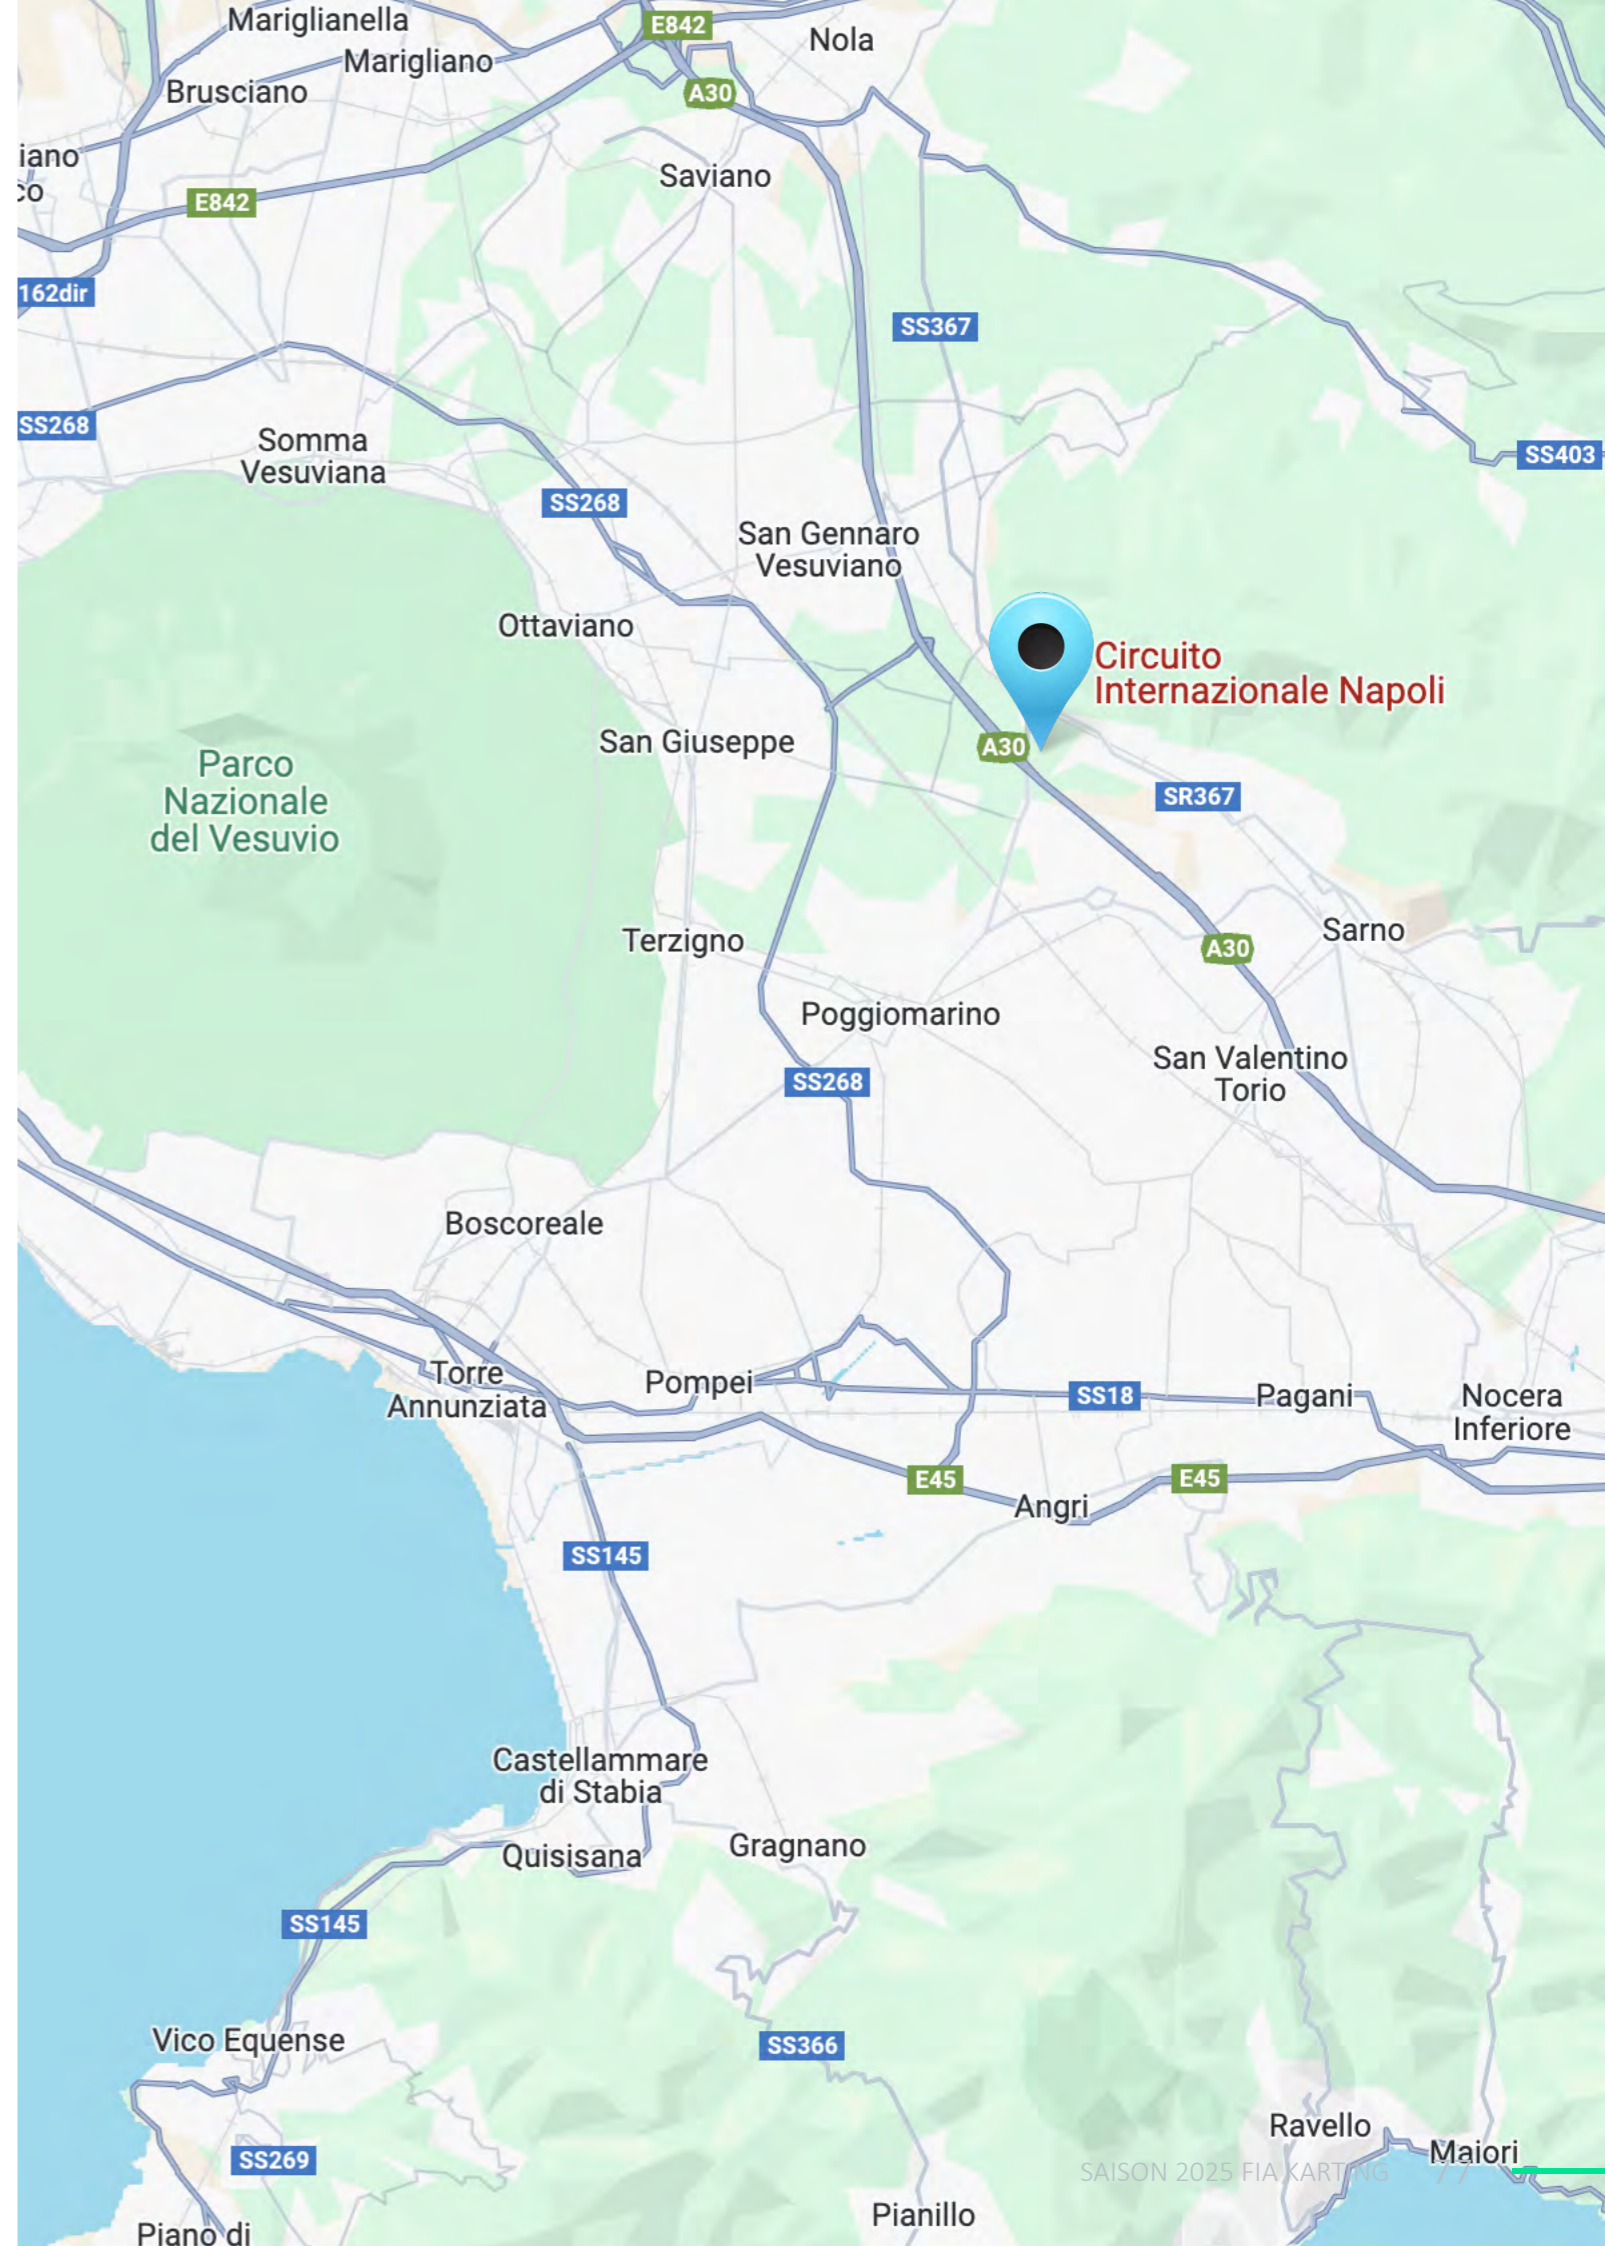 Mariglianella
E842
Nola
Marigliano
Brusciano
A30
iano
co
Saviano
E842
162dir
SS367
SS268
Somma
Vesuviana
SS403
SS268
San Gennaro
Vesuviano
Ottaviano
Circuito
Internazionale Napoli
San Giuseppe
A30
Parco
Nazionale
del Vesuvio
SR367
Terzigno
Sarno
A30
Poggiomarino
San Valentino
Torio
SS268
Boscoreale
Torre
Annunziata
Pompei
SS18
Pagani
Nocera
Inferiore
E45
E45
Angri
SS145
Castellammare
di Stabia
Quisisana
Gragnano
SS145
Vico Equense
SS366
Ravello
Maiori
SS269
SAISON 2025 FIA KARTING 77
Pianillo
Piano di